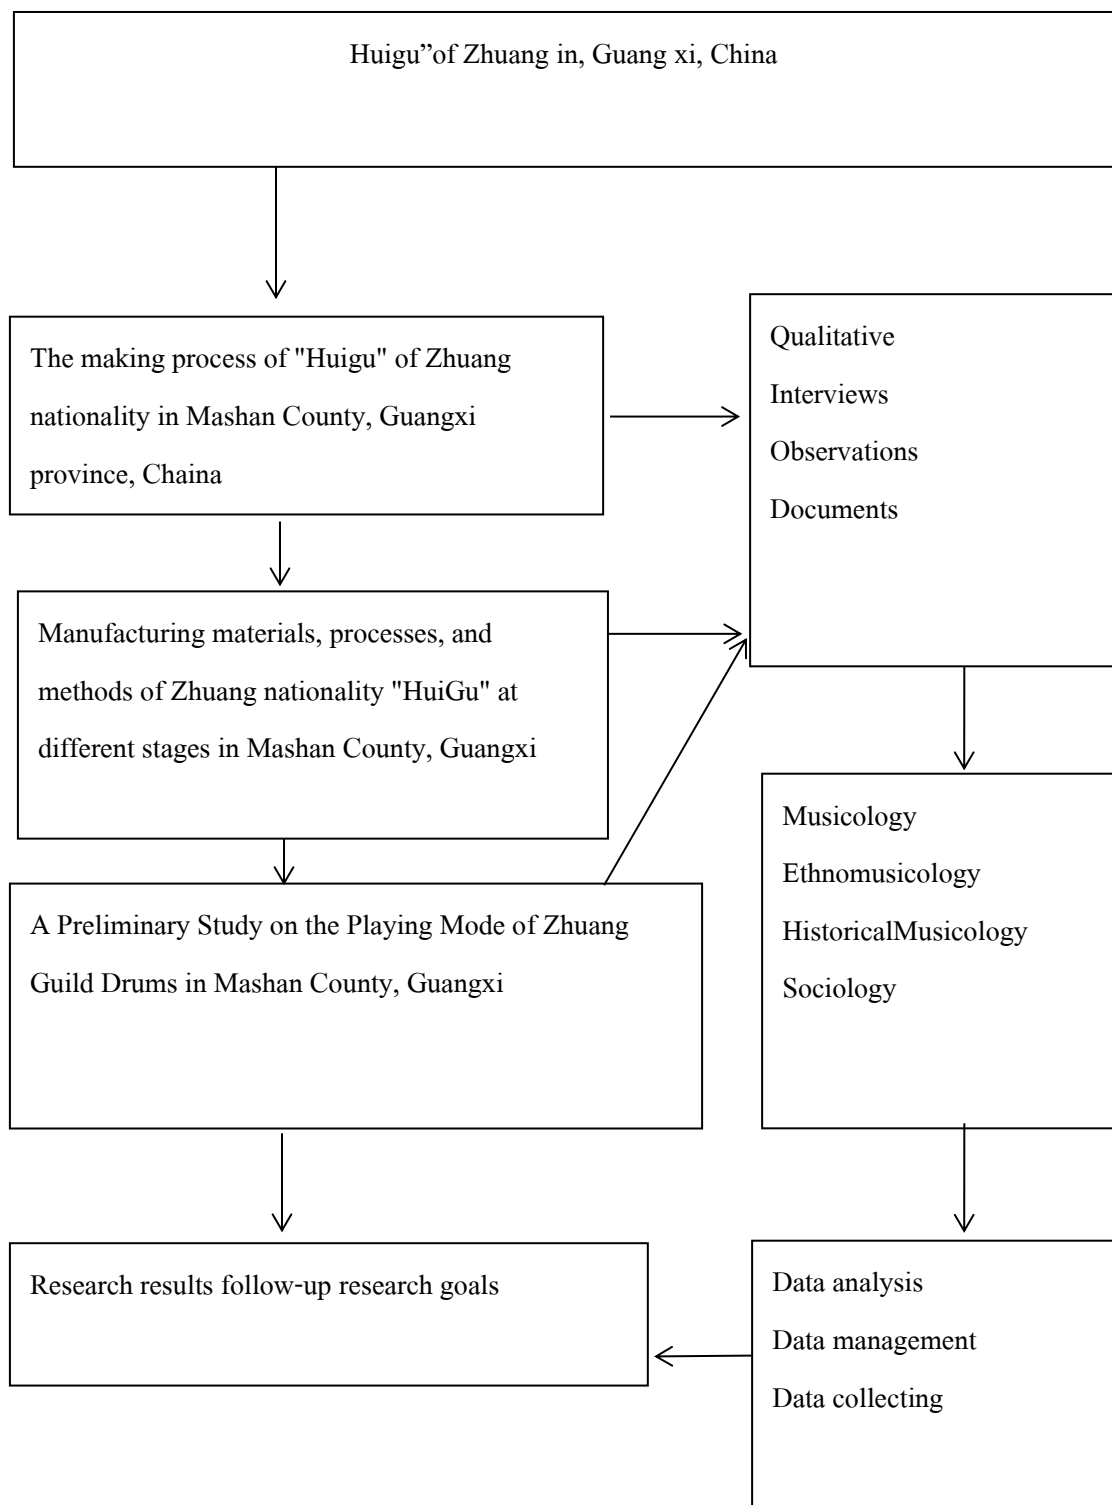 Huigu”of Zhuang in, Guang xi, China
The making process of "Huigu" of Zhuang
nationality in Mashan County, Guangxi
province, Chaina
Qualitative
Interviews
Observations
Documents
Manufacturing materials, processes, and
methods of Zhuang nationality "HuiGu" at
different stages in Mashan County, Guangxi
Musicology
Ethnomusicology
HistoricalMusicology
Sociology
A Preliminary Study on the Playing Mode of Zhuang
Guild Drums in Mashan County, Guangxi
Research results follow-up research goals
Data analysis
Data management
Data collecting